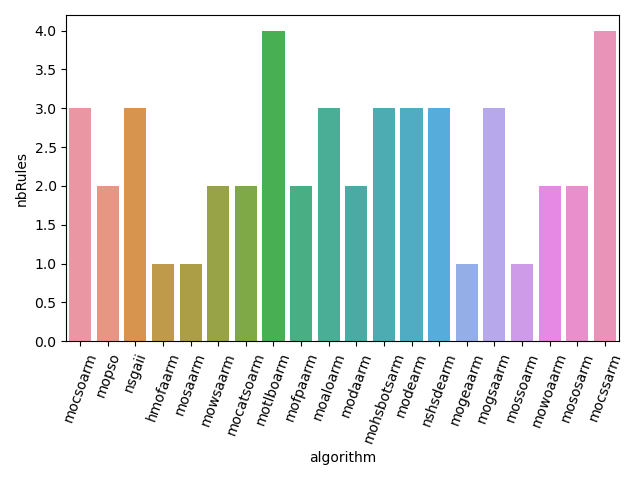 4.0
3.5
3.0
2.5
2.0
1.5
1.0
0.5
0.0
nbRules
mocsoarm
mopso
nsgaii
hmofaarm
mosaarm
mowsaarm
mocatsoarm
motlboarm
mofpaarm
moaloarm
modaarm
mohsbotsarm
modearm
nshsdearm
mogeaarm
mogsaarm
mossoarm
mowoaarm
mososarm
mocssarm
algorithm